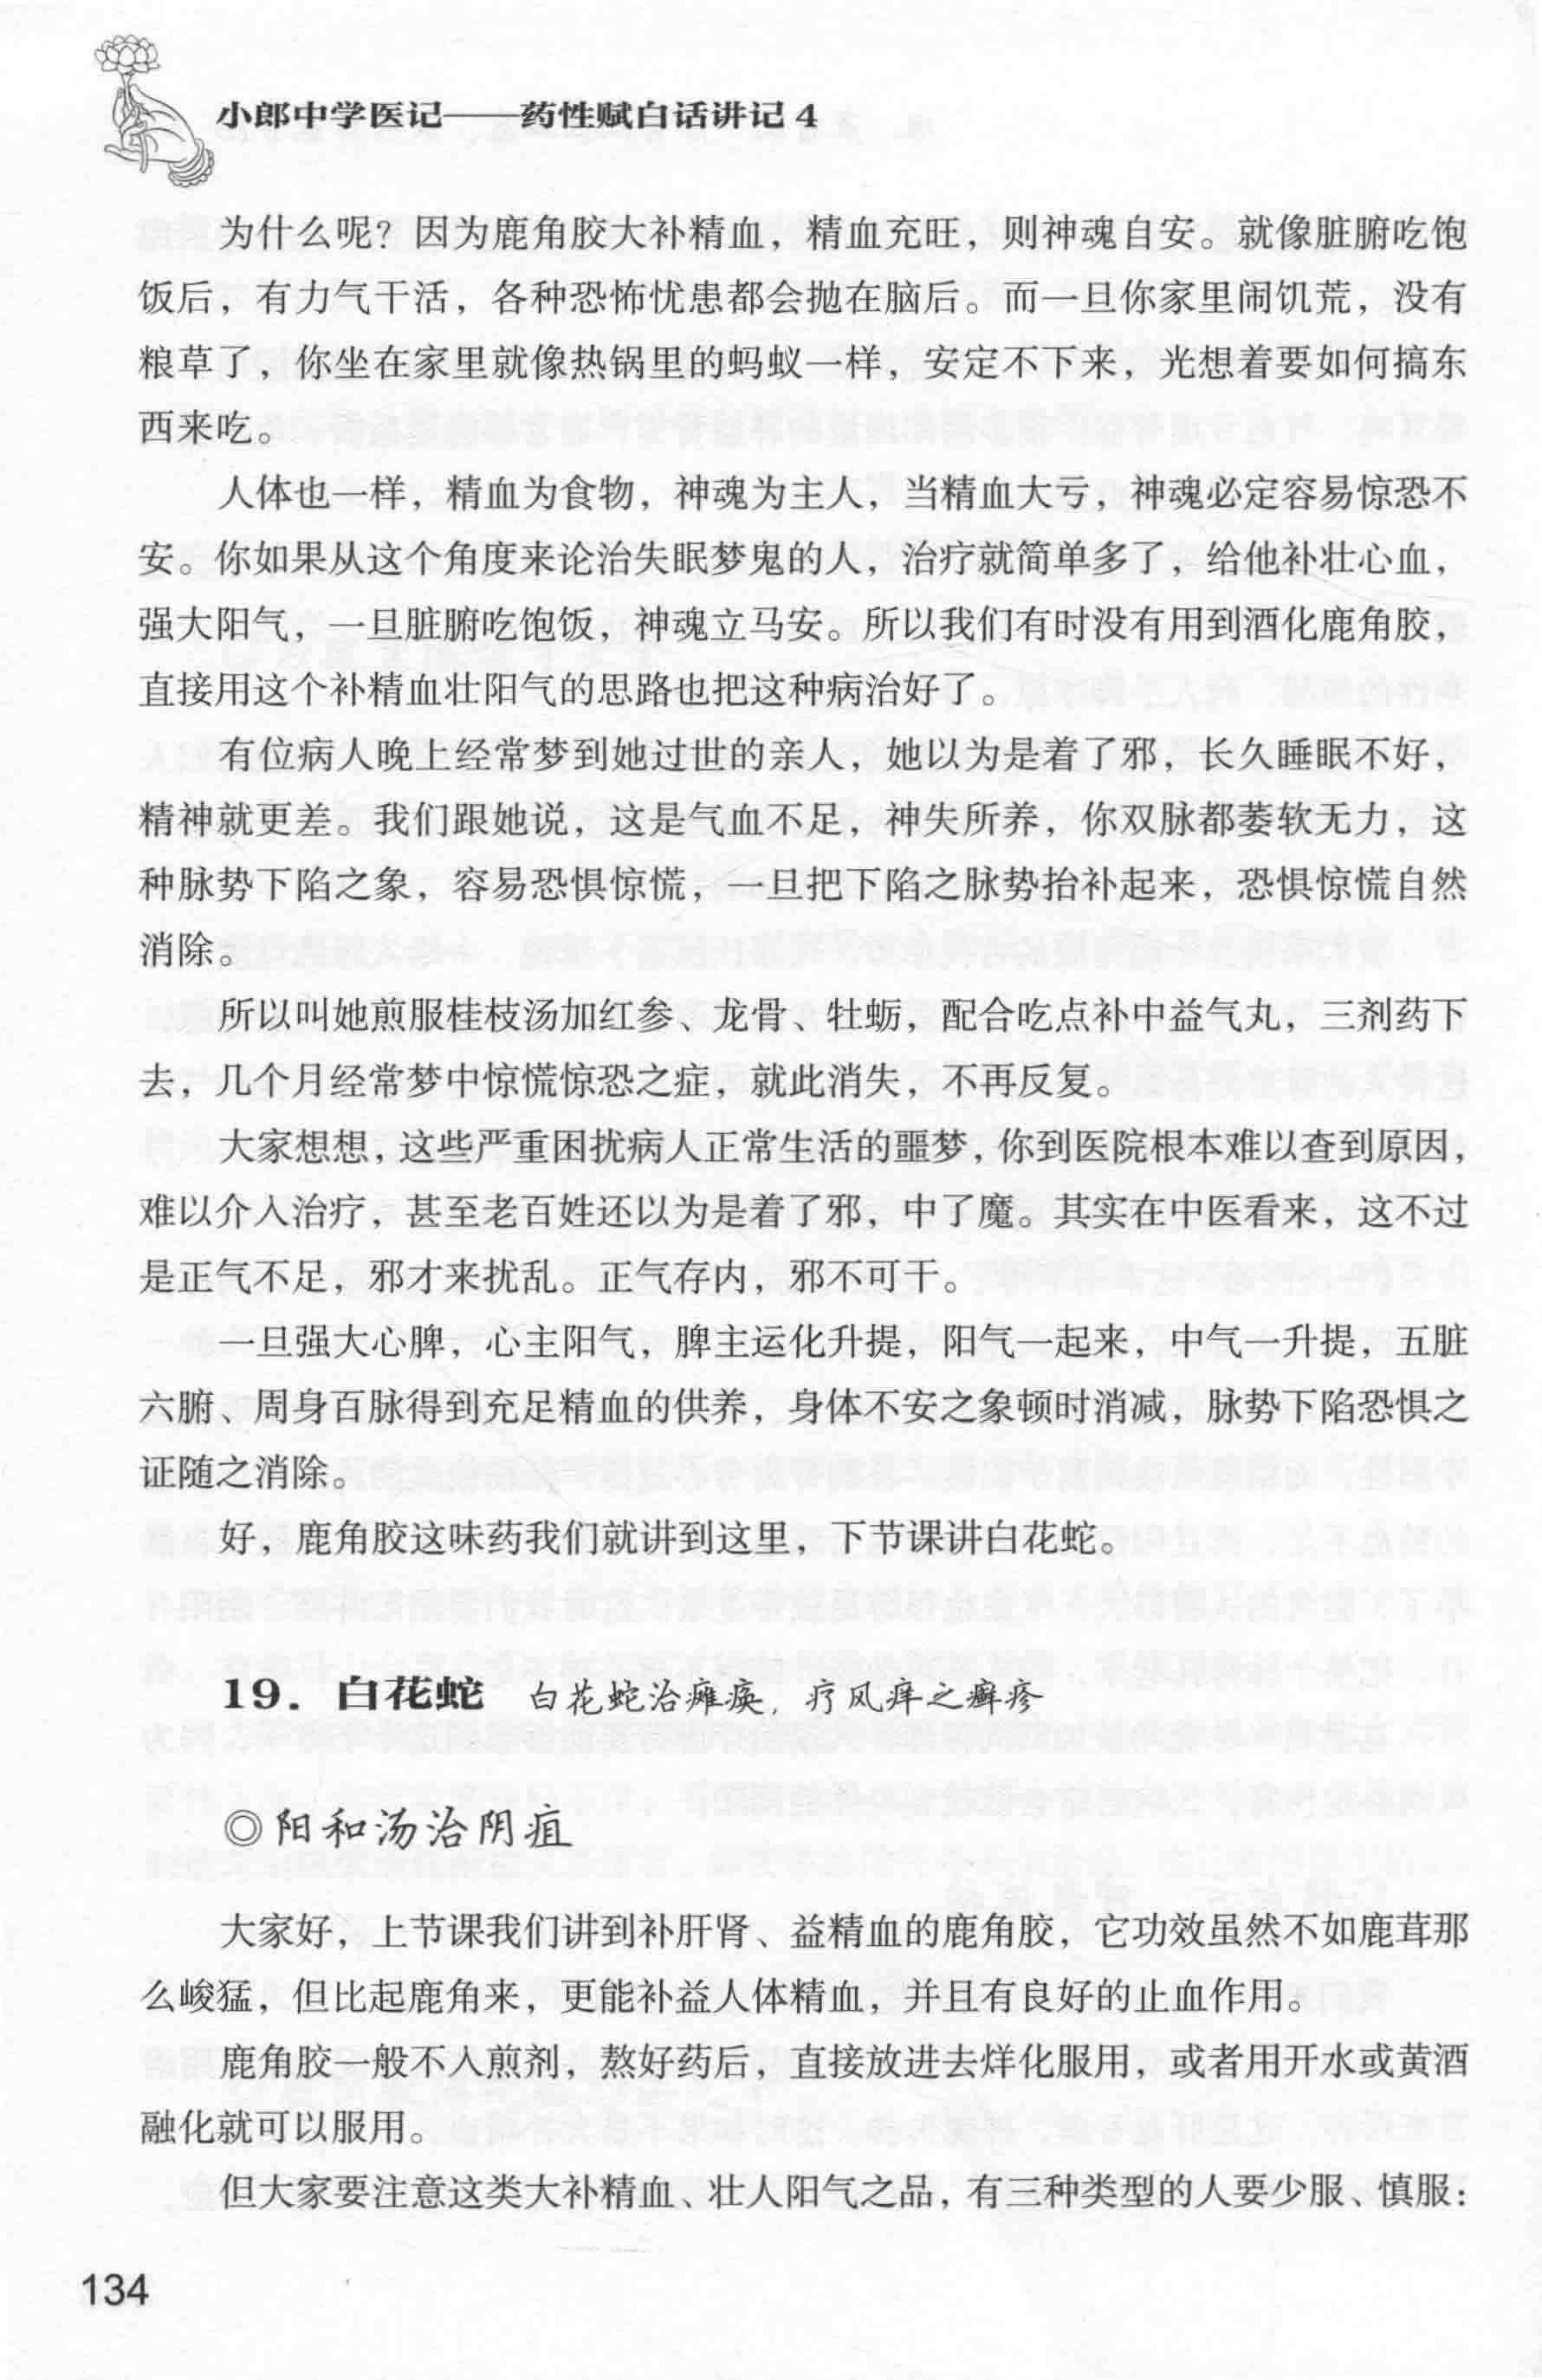 小郎中学医记——药性赋白话讲记4
为什么呢？因为鹿角胶大补精血，精血充旺，则神魂自安。就像脏腑吃饱
饭后，有力气干活，各种恐怖忧患都会抛在脑后。而一旦你家里闹饥荒，没有
粮草了，你坐在家里就像热锅里的蚂蚁一样，安定不下来，光想着要如何搞东
西来吃。
人体也一样，精血为食物，神魂为主人，当精血大亏，神魂必定容易惊恐不
安。你如果从这个角度来论治失眠梦鬼的人，治疗就简单多了，给他补壮心血，
强大阳气，一旦脏腑吃饱饭，神魂立马安。所以我们有时没有用到酒化鹿角胶，
直接用这个补精血壮阳气的思路也把这种病治好了。
有位病人晚上经常梦到她过世的亲人，她以为是着了邪，长久睡眠不好，
精神就更差。我们跟她说，这是气血不足，神失所养，你双脉都萎软无力，这
种脉势下陷之象，容易恐惧惊慌，一旦把下陷之脉势抬补起来，恐惧惊慌自然
消除。
所以叫她煎服桂枝汤加红参、龙骨、牡蛎，配合吃点补中益气丸，三剂药下
去，几个月经常梦中惊慌惊恐之症，就此消失，不再反复。
大家想想，这些严重困扰病人正常生活的噩梦，你到医院根本难以查到原因，
难以介入治疗，甚至老百姓还以为是着了邪，中了魔。其实在中医看来，这不过
是正气不足，邪才来扰乱。正气存内，邪不可干。
一旦强大心脾，心主阳气，脾主运化升提，阳气一起来，中气一升提，五脏
六腑、周身百脉得到充足精血的供养，身体不安之象顿时消减，脉势下陷恐惧之
证随之消除。
好，鹿角胶这味药我们就讲到这里，下节课讲白花蛇。
19. 白花蛇 白花蛇治瘫痪，疗风痒之癣疹
◎阳和汤治阴疽
大家好，上节课我们讲到补肝肾、益精血的鹿角胶，它功效虽然不如鹿茸那
么峻猛，但比起鹿角来，更能补益人体精血，并且有良好的止血作用。
鹿角胶一般不入煎剂，熬好药后，直接放进去烊化服用，或者用开水或黄酒
融化就可以服用。
但大家要注意这类大补精血、壮人阳气之品，有三种类型的人要少服、慎服：
134